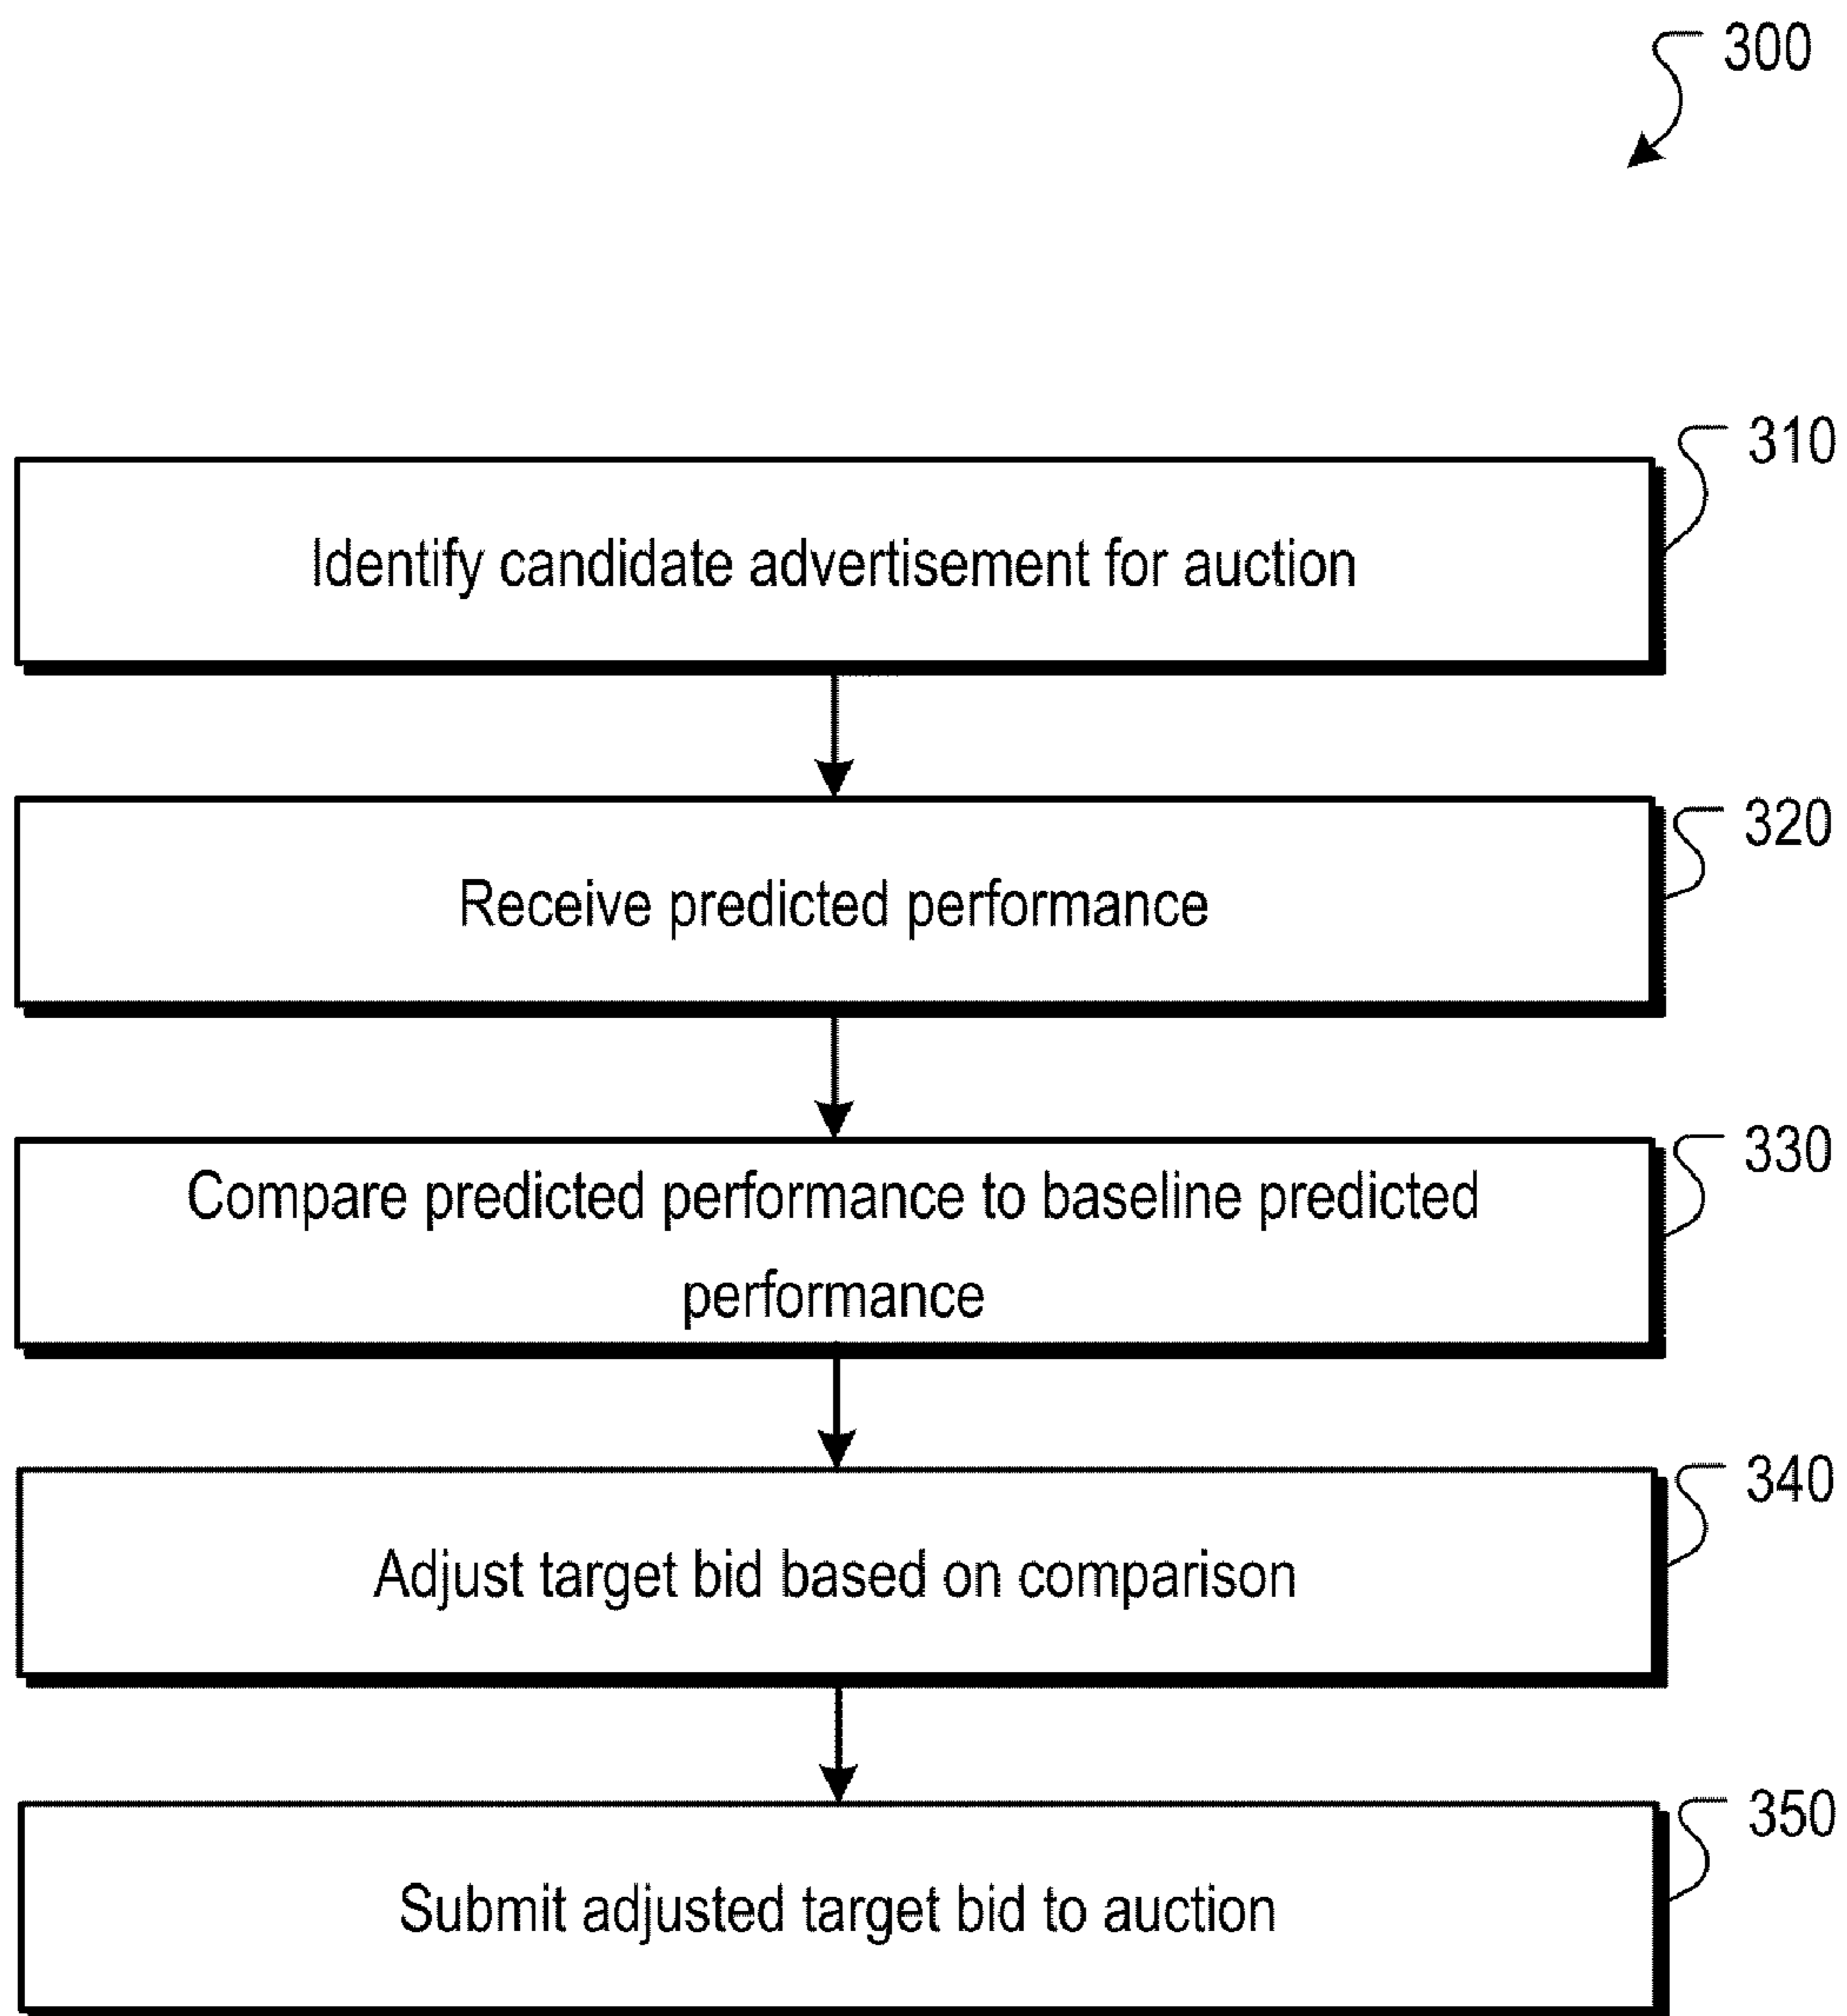 300
310
Identify candidate advertisement for auction
320
Receive predicted performance
330
Compare predicted performance to baseline predicted
performance
340
Adjust target bid based on comparison
350
Submit adjusted target bid to auction